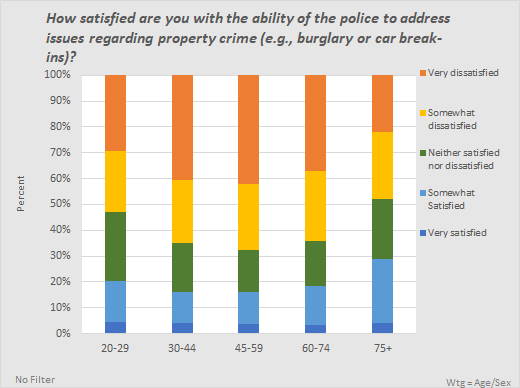 How satisfied are you with the ability of the police to address
issues regarding property crime (e.g., burglary or car break-
ins)?
100%
90%
80%
70%
60%
50%
40%
30%
20%
10%
0%
Percent
20-29
30-44
45-59
60-74
75+
Very dissatisfied
Somewhat
dissatisfied
Neither satisfied
nor dissatisfied
Somewhat
Satisfied
Very satisfied
No Filter
Wtg = Age/Sex